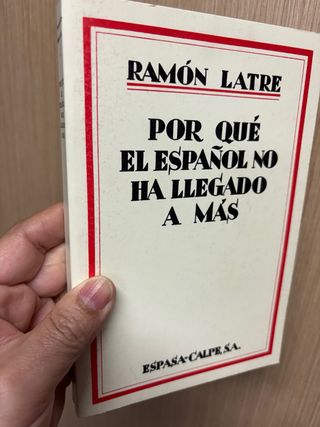 RAMÓN LATRE
POR QUÉ
EL ESPAÑOL NO
HA LLEGADO
A MÁS
ESPASA-CALPE, S.A.